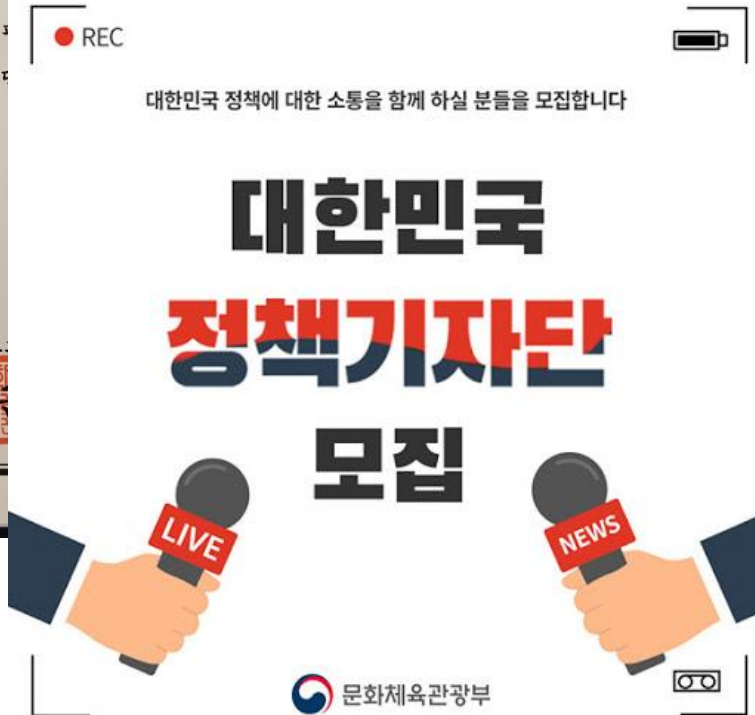 REC
대한민국 정책에 대한 소통을 함께 하실 분들을 모집합니다
대한민국
정책기자단
모집
LIVE
NEWS
문화체육관광부